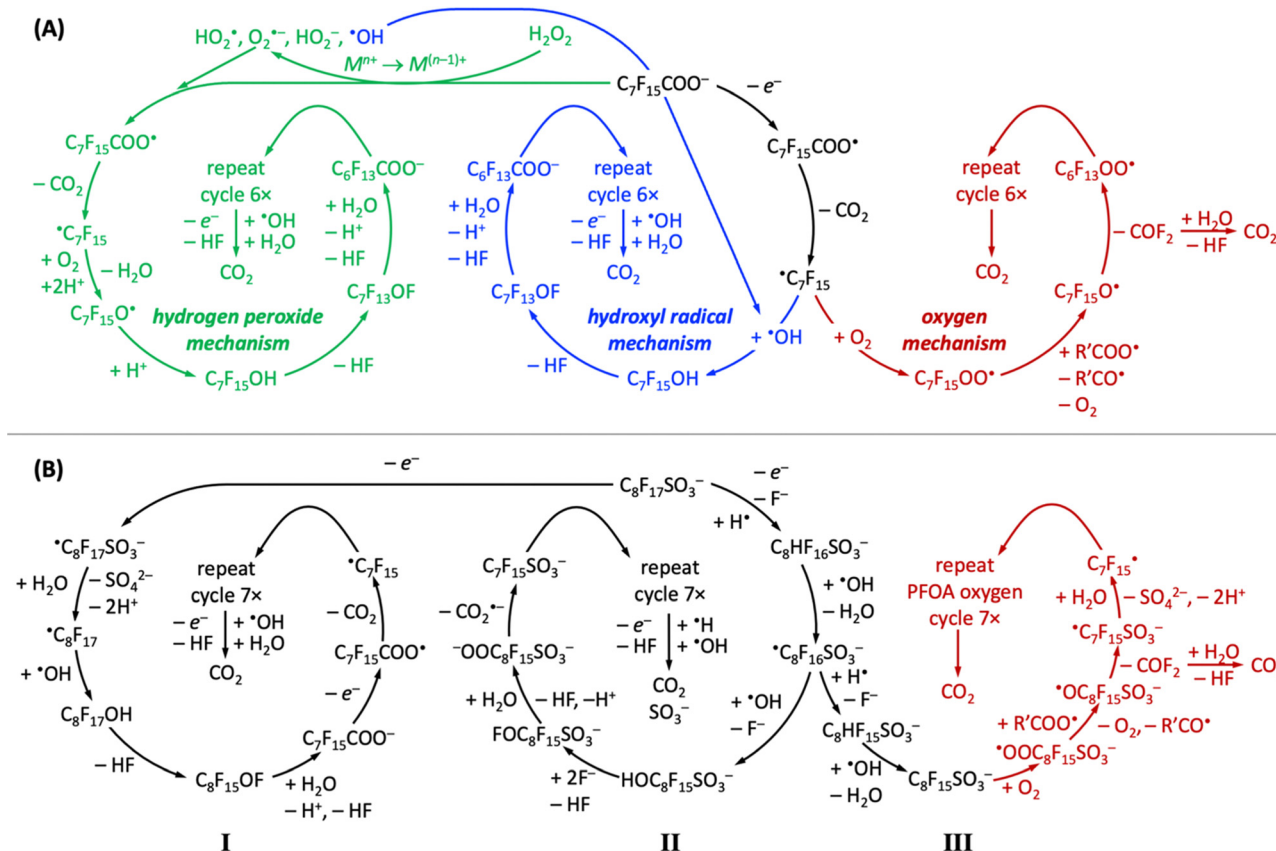 (A)
HO₂•, O₂•⁻, HO₂⁻, •OH
H₂O₂
Mⁿ⁺ → M⁽ⁿ⁻¹⁾⁺
C₇F₁₅COO⁻
– e⁻
C₇F₁₅COO•
– CO₂
•C₇F₁₅
+ O₂
+2H⁺
– H₂O
C₇F₁₅O•
+ H⁺
C₇F₁₅OH
– HF
C₇F₁₃OF
+ H₂O
– H⁺
– HF
C₆F₁₃COO⁻
repeat
cycle 6×
– e⁻ + •OH
– HF + H₂O
CO₂
hydrogen peroxide
mechanism
C₆F₁₃COO⁻
+ H₂O
– H⁺
– HF
C₇F₁₃OF
– HF
C₇F₁₅OH
+ •OH
repeat
cycle 6×
– e⁻ + •OH
– HF + H₂O
CO₂
hydroxyl radical
mechanism
C₇F₁₅COO•
– CO₂
•C₇F₁₅
+ O₂
C₇F₁₅OO•
+ R’COO•
– R’CO•
– O₂
C₇F₁₅O•
– COF₂
+ H₂O
– HF
CO₂
C₆F₁₃OO•
repeat
cycle 6×
CO₂
oxygen
mechanism
(B)
– e⁻
C₈F₁₇SO₃⁻
– e⁻
– F⁻
+ H•
•C₈F₁₇SO₃⁻
+ H₂O
– SO₄²⁻
– 2H⁺
•C₈F₁₇
+ •OH
C₈F₁₇OH
– HF
C₈F₁₅OF
+ H₂O
– H⁺, – HF
C₇F₁₅COO⁻
– e⁻
C₇F₁₅COO•
– CO₂
•C₇F₁₅
repeat
cycle 7×
– e⁻ + •OH
– HF + H₂O
CO₂
I
C₈HF₁₆SO₃⁻
+ •OH
– H₂O
•C₈F₁₆SO₃⁻
+ •OH
– F⁻
HOC₈F₁₅SO₃⁻
+ 2F⁻
– HF
FOC₈F₁₅SO₃⁻
+ H₂O
– HF, –H⁺
⁻OOC₈F₁₅SO₃⁻
– CO₂•⁻
C₇F₁₅SO₃⁻
repeat
cycle 7×
– e⁻ + •H
– HF + •OH
CO₂
SO₃⁻
II
+ H•
– F⁻
C₈HF₁₅SO₃⁻
+ •OH
– H₂O
C₈F₁₅SO₃⁻
+ O₂
•OOC₈F₁₅SO₃⁻
+ R’COO•
– O₂, – R’CO•
•OC₈F₁₅SO₃⁻
– COF₂
+ H₂O
– HF
CO
•C₇F₁₅SO₃⁻
+ H₂O
– SO₄²⁻, – 2H⁺
C₇F₁₅•
repeat
PFOA oxygen
cycle 7×
CO₂
III